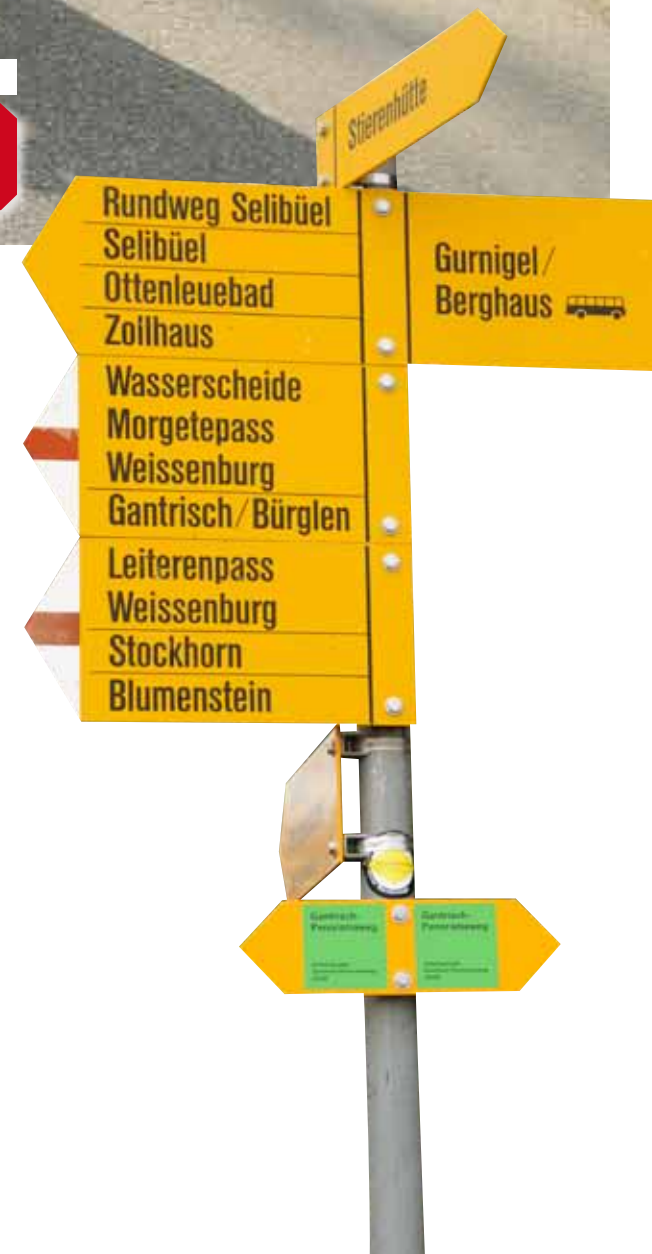 Stierenhütte
Rundweg Selibüel
Selibüel
Ottenleuebad
Zoilhaus
Gurnigel/
Berghaus
Wasserscheide
Morgetepass
Weissenburg
Gantrisch/Bürglen
Leiterenpass
Weissenburg
Stockhorn
Blumenstein
Gantrisch-
Panoramaweg
Gantrisch-
Panoramaweg